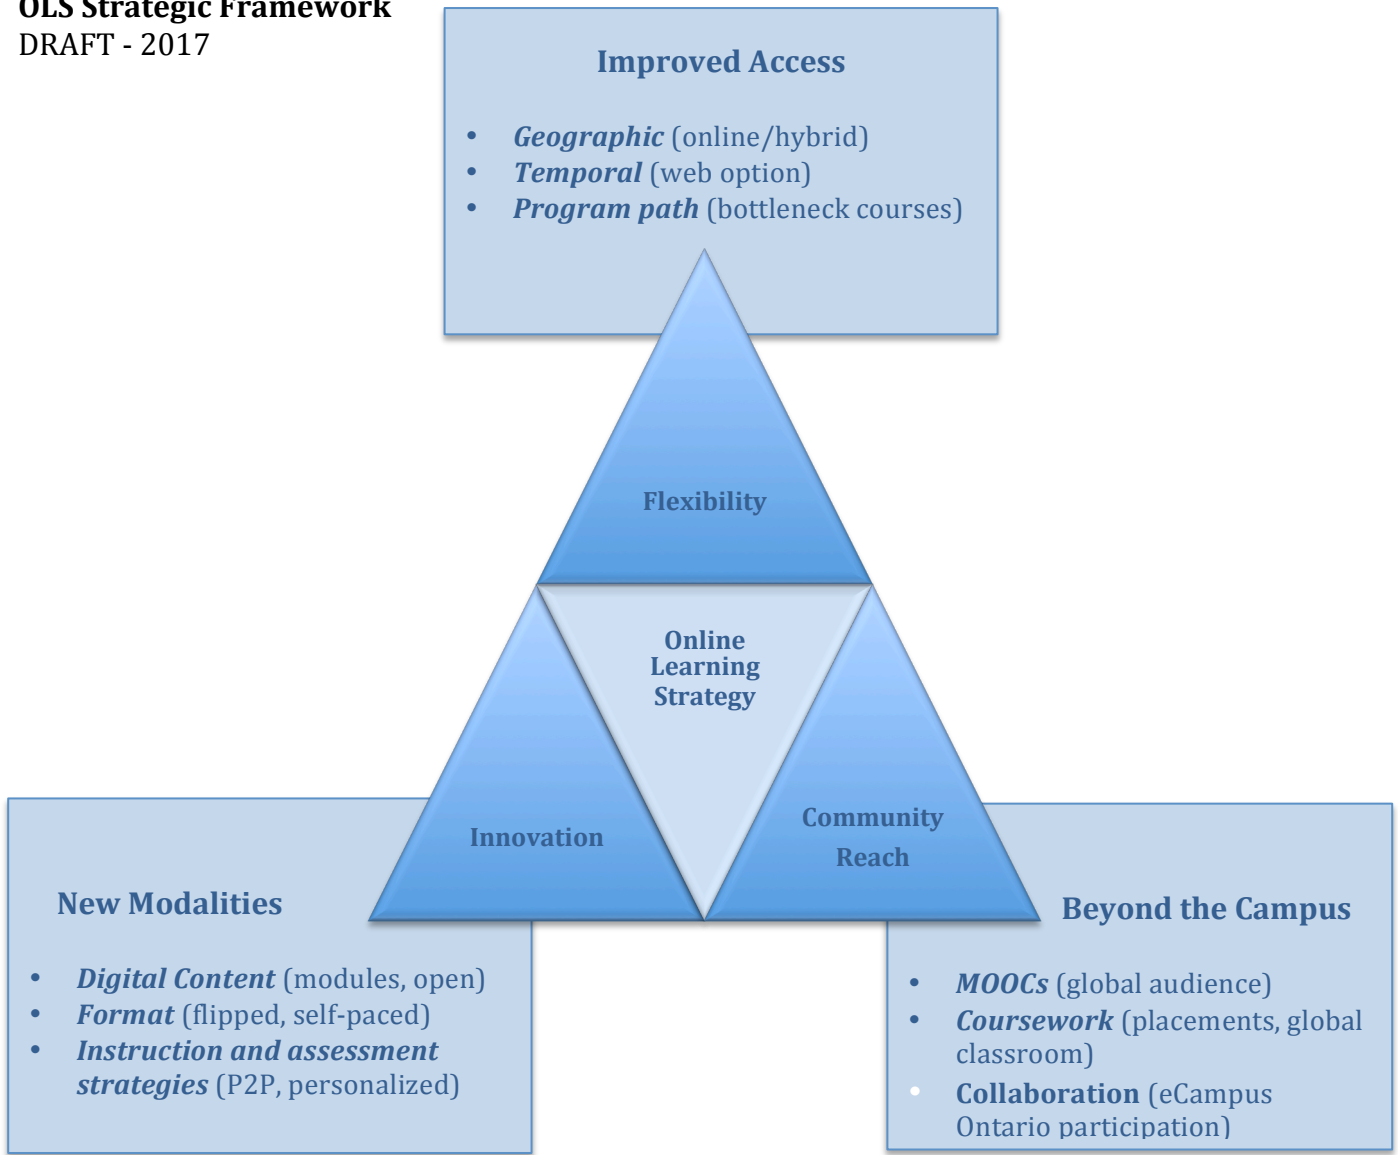 OLS Strategic Framework
DRAFT - 2017
Improved Access
• Geographic (online/hybrid)
• Temporal (web option)
• Program path (bottleneck courses)
Flexibility
Online
Learning
Strategy
Innovation
Community
Reach
New Modalities
• Digital Content (modules, open)
• Format (flipped, self-paced)
• Instruction and assessment
strategies (P2P, personalized)
Beyond the Campus
• MOOCs (global audience)
• Coursework (placements, global
classroom)
• Collaboration (eCampus
Ontario participation)